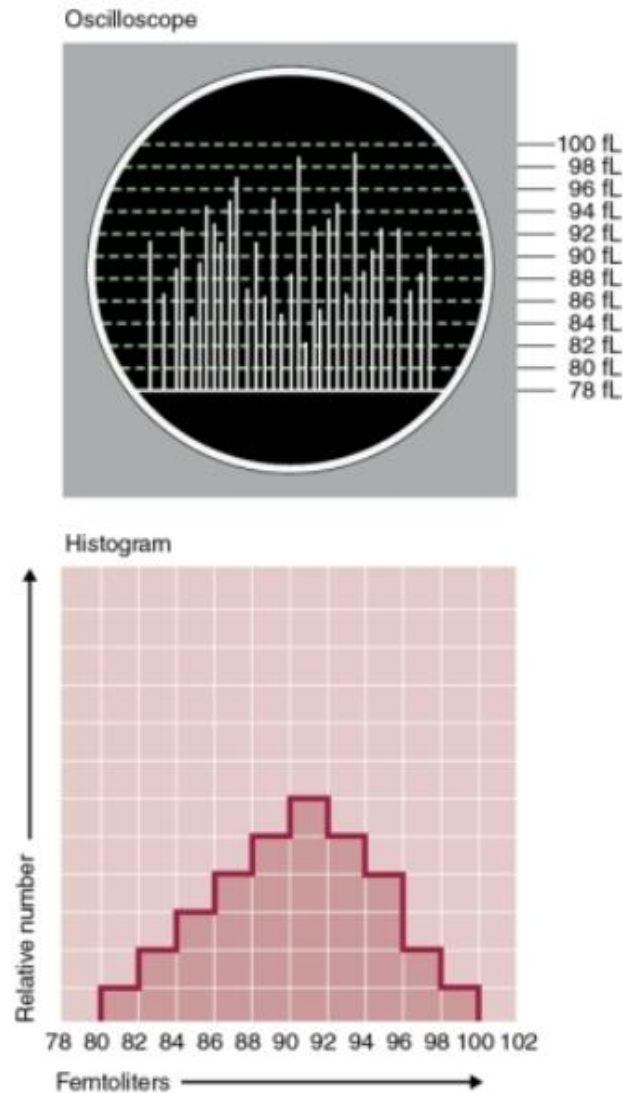 Oscilloscope
100 fL
98 fL
96 fL
94 fL
92 fL
90 fL
88 fL
86 fL
84 fL
82 fL
80 fL
78 fL
Histogram
Relative number
78 80 82 84 86 88 90 92 94 96 98 100 102
Femtoliters